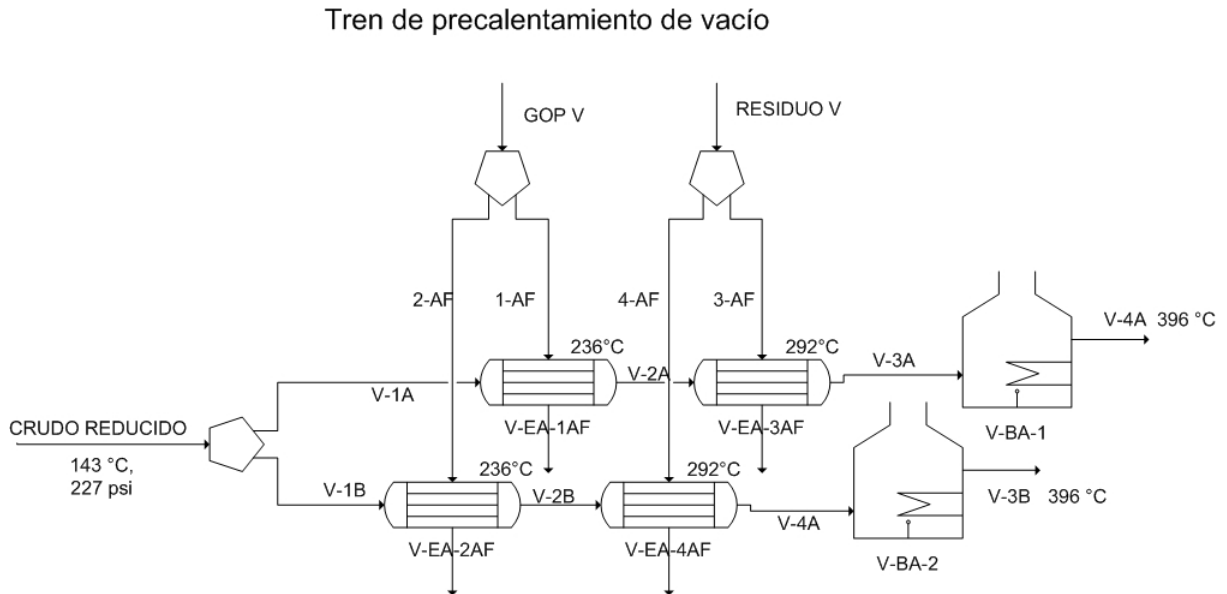 Tren de precalentamiento de vacío
GOP V
RESIDUO V
2-AF
1-AF
4-AF
3-AF
236°C
292°C
V-4A 396 °C
V-1A
V-2A
V-3A
CRUDO REDUCIDO
143 °C,
227 psi
V-EA-1AF
V-EA-3AF
V-BA-1
236°C
292°C
V-1B
V-2B
V-4A
V-3B 396 °C
V-EA-2AF
V-EA-4AF
V-BA-2